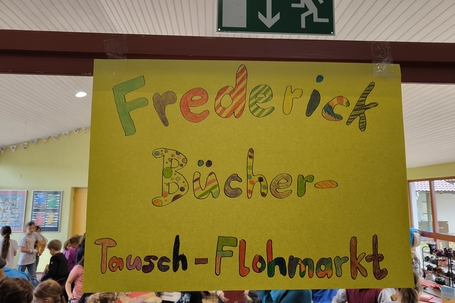 Frederick
Bücher-
Tausch-Flohmarkt